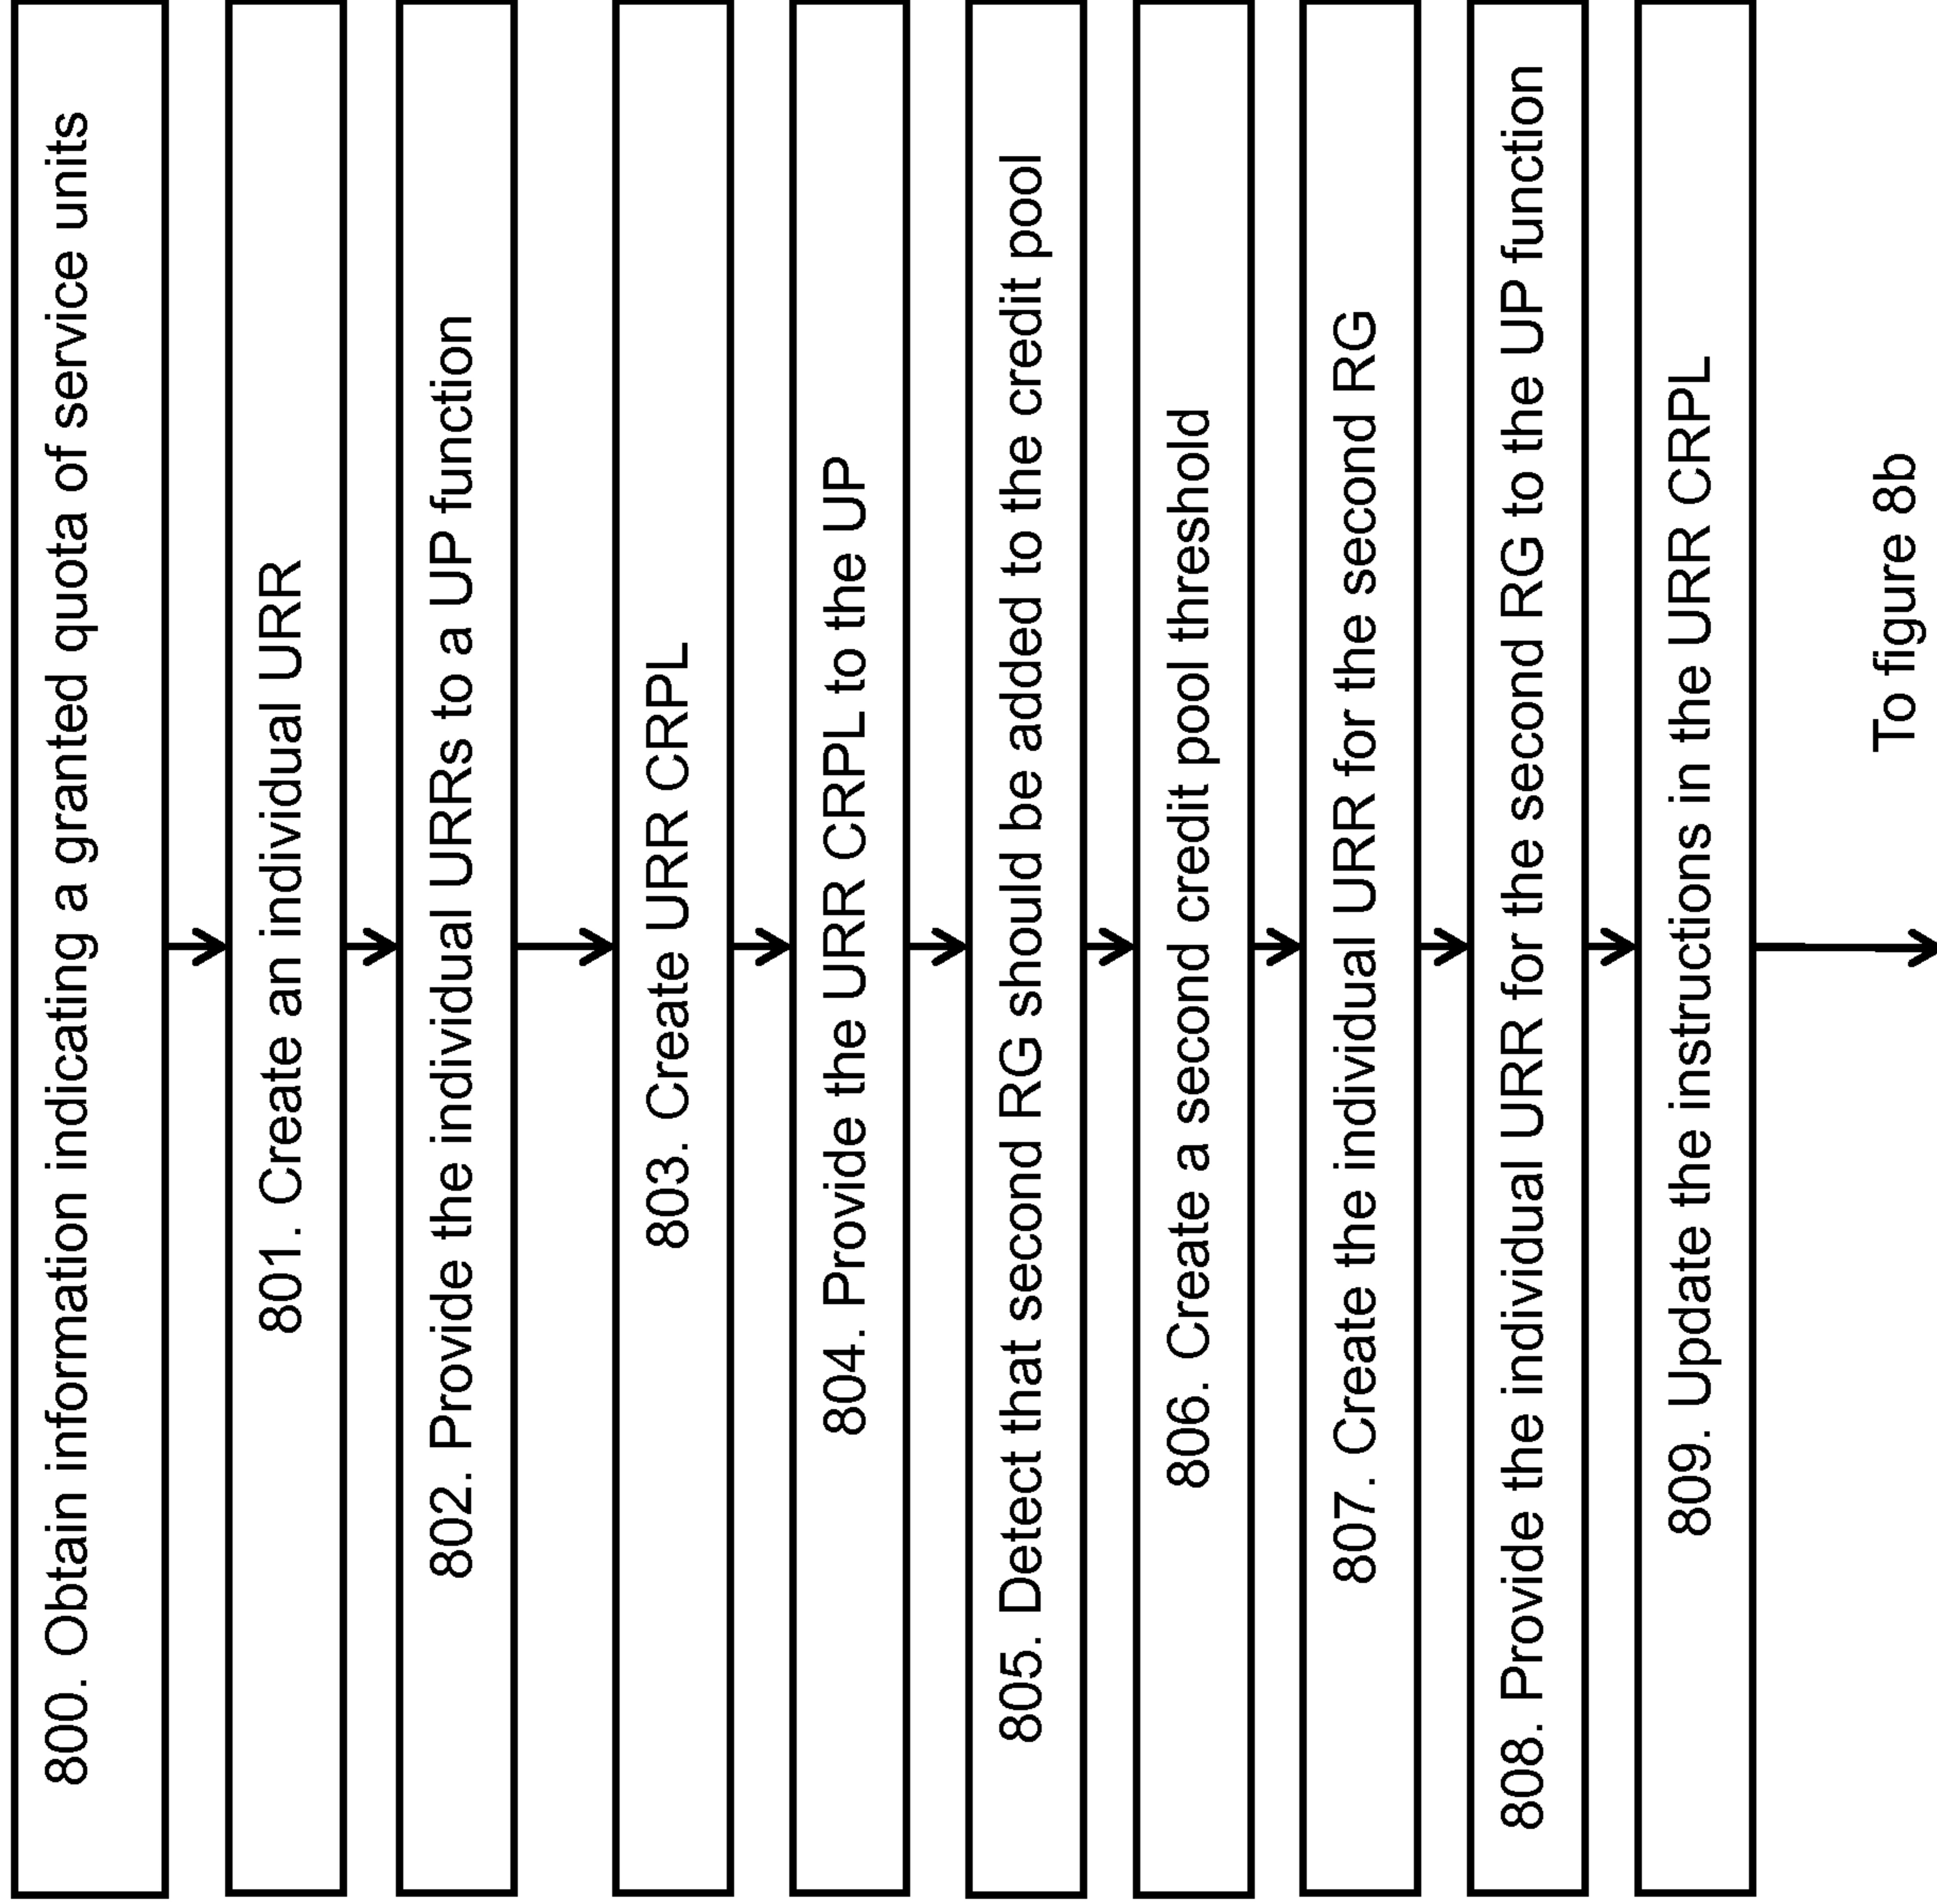 800. Obtain information indicating a granted quota of service units
801. Create an individual URR
802. Provide the individual URRs to a UP function
803. Create URR CRPL
804. Provide the URR CRPL to the UP
805. Detect that second RG should be added to the credit pool
806. Create a second credit pool threshold
807. Create the individual URR for the second RG
808. Provide the individual URR for the second RG to the UP function
809. Update the instructions in the URR CRPL
To figure 8b